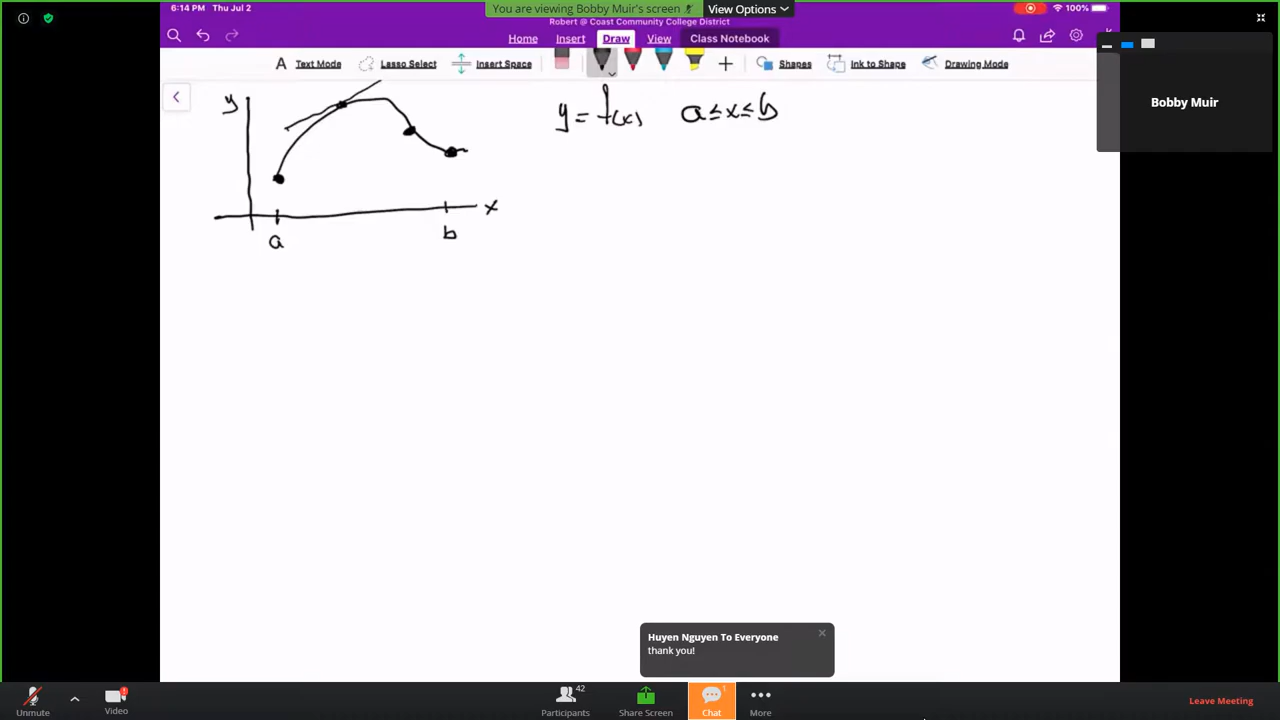 You are viewing Bobby Muir's screen
View Options
6:14 PM Thu Jul 2
100%
Robert @ Coast Community College District
Home Insert Draw View Class Notebook
Text Mode Lasso Select Insert Space Shapes Ink to Shape Drawing Mode
Bobby Muir
y
y = f(x) a ≤ x ≤ b
x
a b
Huyen Nguyen To Everyone
thank you!
Unmute Video Participants 42 Share Screen Chat 1 More Leave Meeting